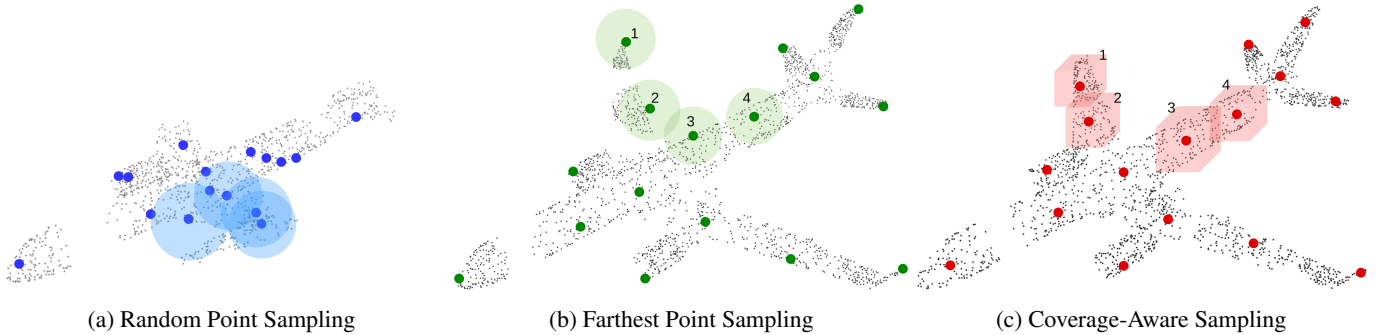 1
2
3
4
1
2
3
4
(a) Random Point Sampling
(b) Farthest Point Sampling
(c) Coverage-Aware Sampling